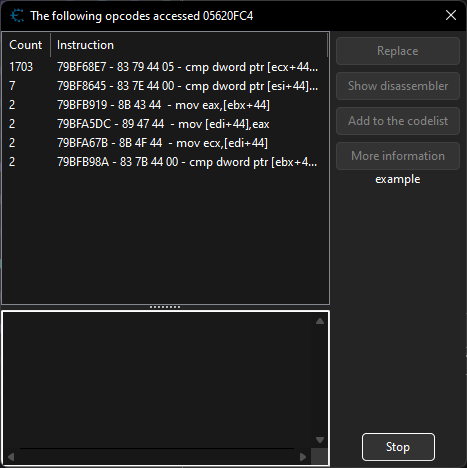 The following opcodes accessed 05620FC4
Count Instruction
1703 79BF68E7 - 83 79 44 05 - cmp dword ptr [ecx+44...
7 79BF8645 - 83 7E 44 00 - cmp dword ptr [esi+44]...
2 79BFB919 - 8B 43 44 - mov eax,[ebx+44]
2 79BFA5DC - 89 47 44 - mov [edi+44],eax
2 79BFA67B - 8B 4F 44 - mov ecx,[edi+44]
2 79BFB98A - 83 7B 44 00 - cmp dword ptr [ebx+4...
Replace
Show disassembler
Add to the codelist
More information
example
Stop